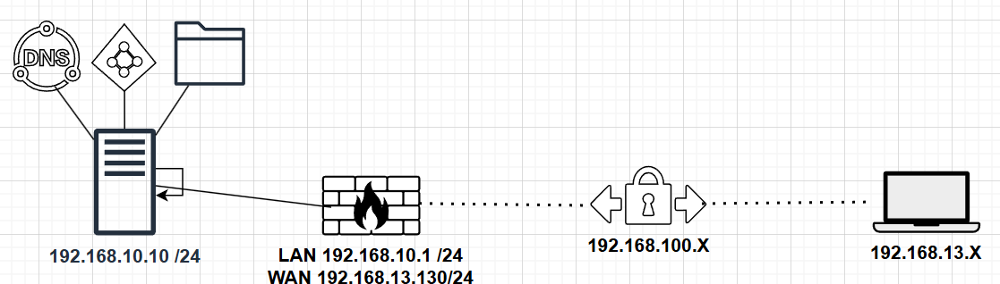 DNS
192.168.10.10 /24
LAN 192.168.10.1 /24
WAN 192.168.13.130/24
192.168.100.X
192.168.13.X